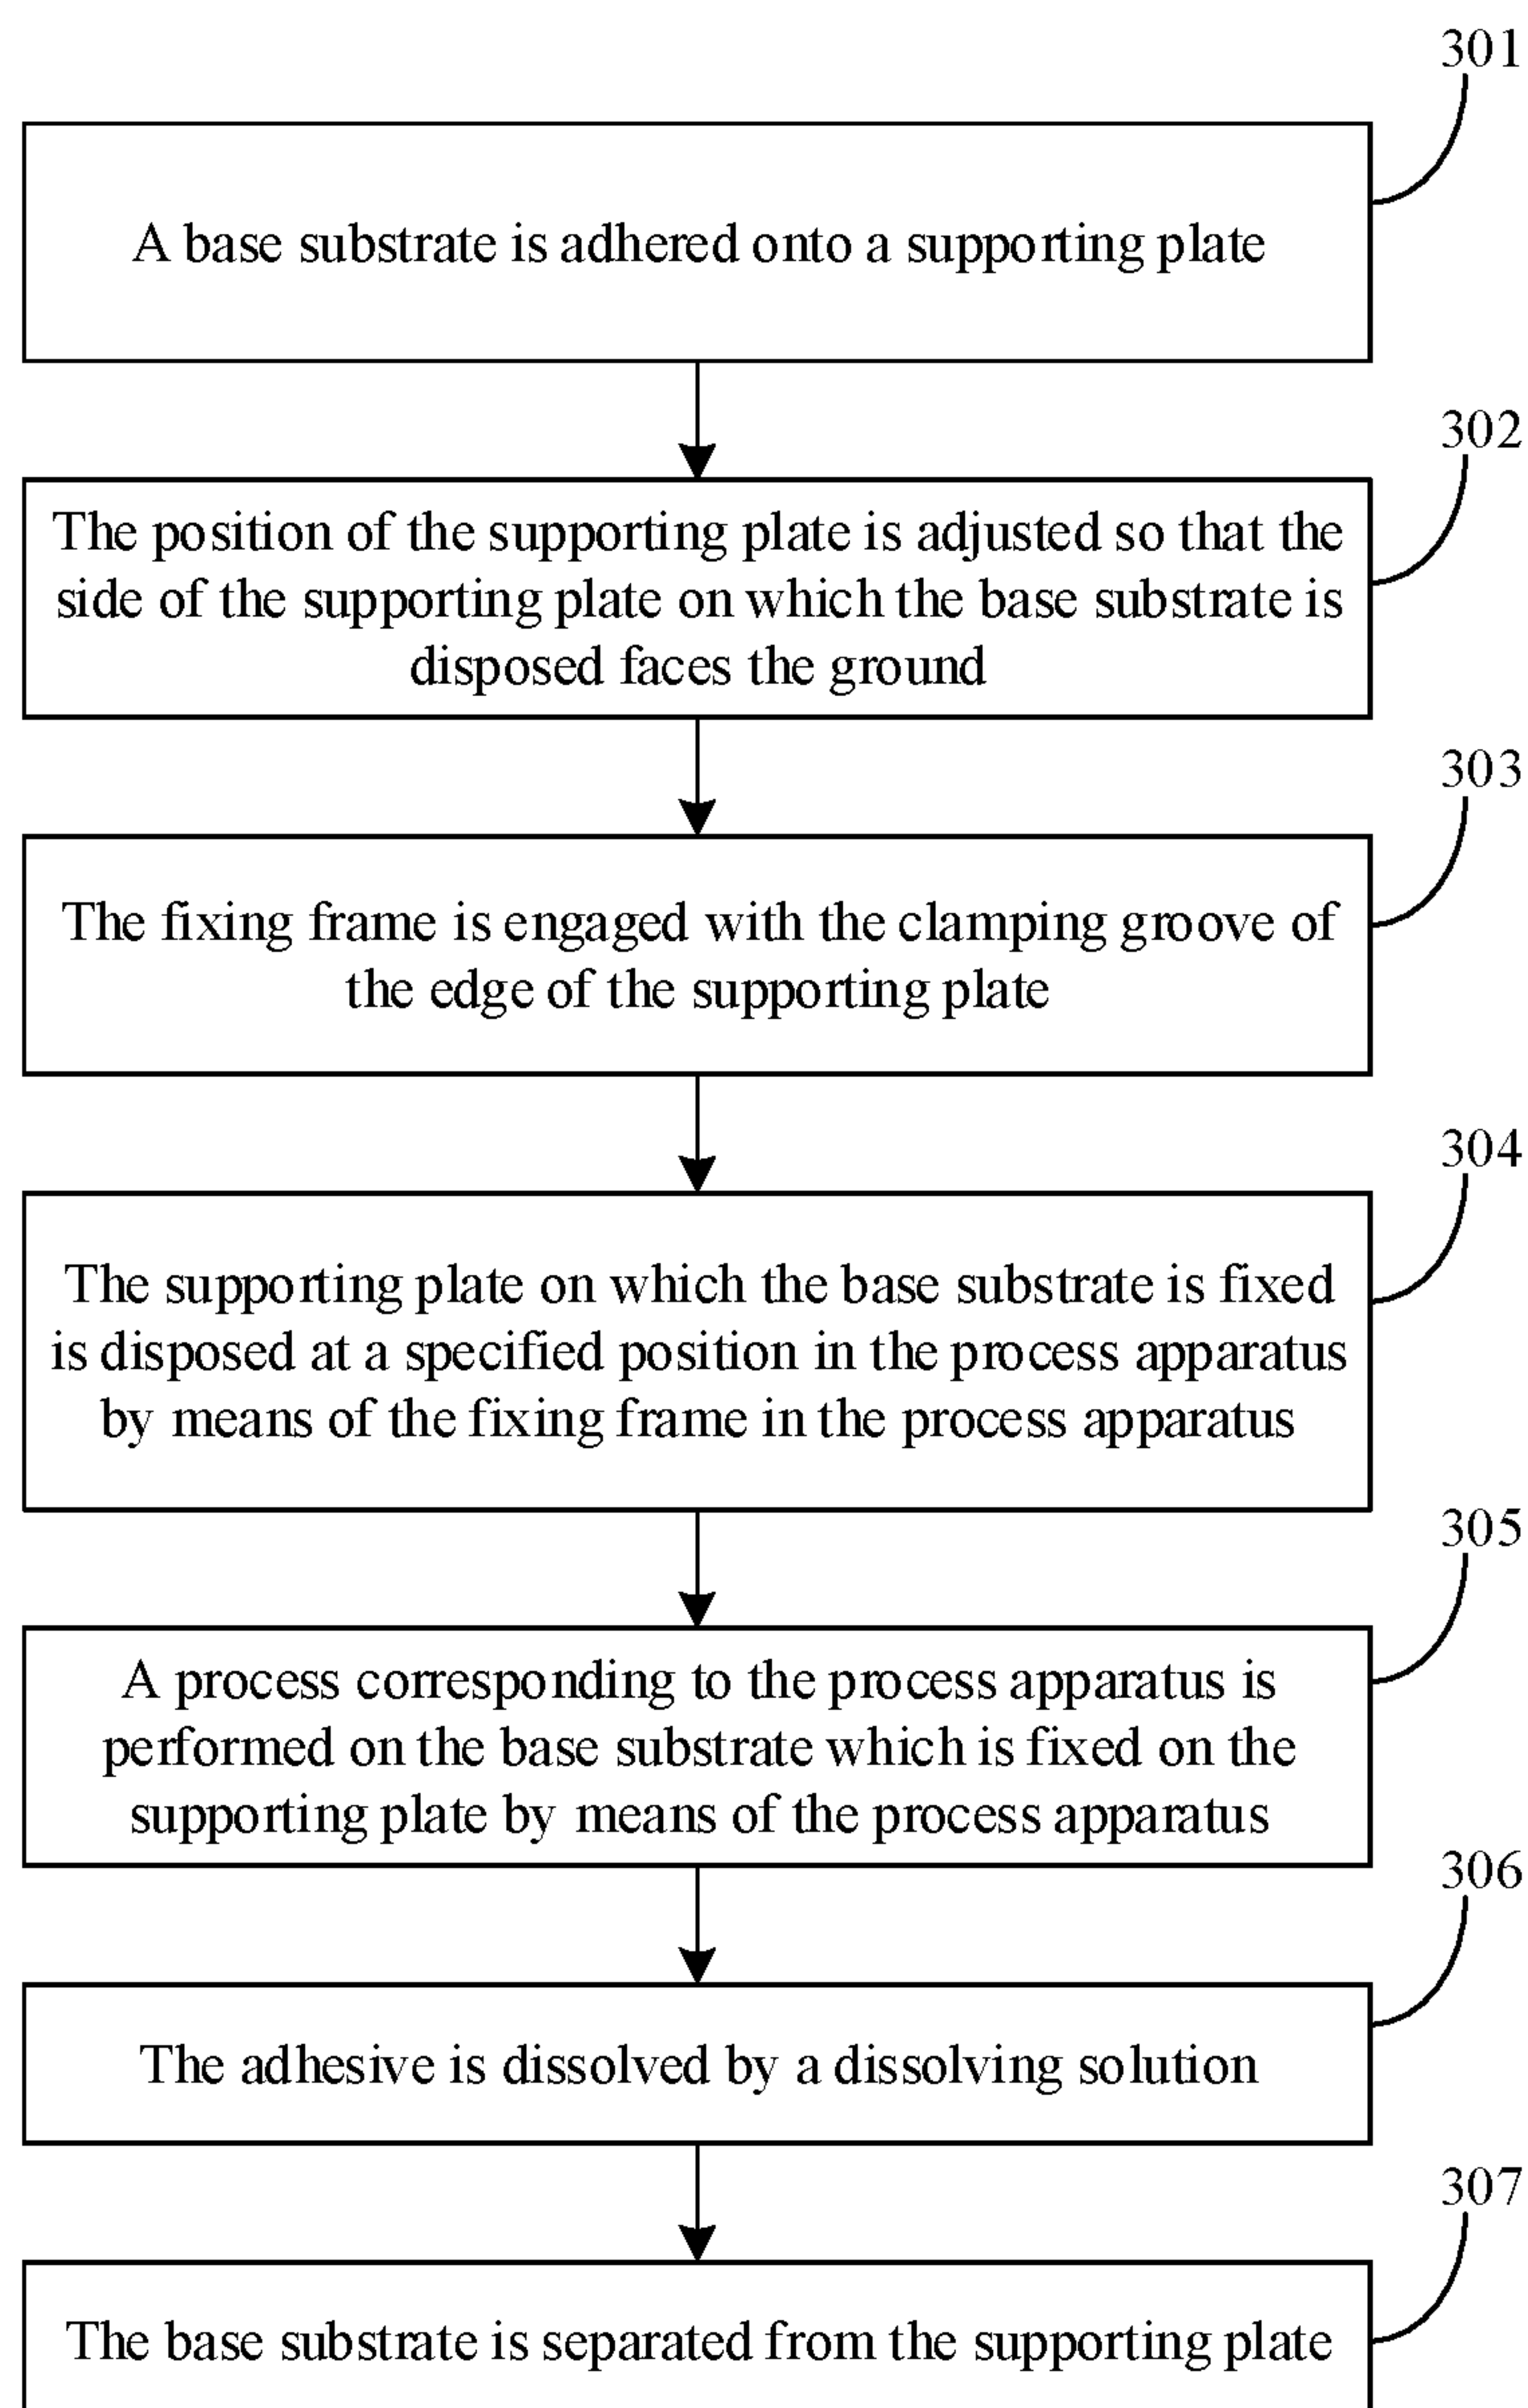 301
A base substrate is adhered onto a supporting plate
302
The position of the supporting plate is adjusted so that the
side of the supporting plate on which the base substrate is
disposed faces the ground
303
The fixing frame is engaged with the clamping groove of
the edge of the supporting plate
304
The supporting plate on which the base substrate is fixed
is disposed at a specified position in the process apparatus
by means of the fixing frame in the process apparatus
305
A process corresponding to the process apparatus is
performed on the base substrate which is fixed on the
supporting plate by means of the process apparatus
306
The adhesive is dissolved by a dissolving solution
307
The base substrate is separated from the supporting plate